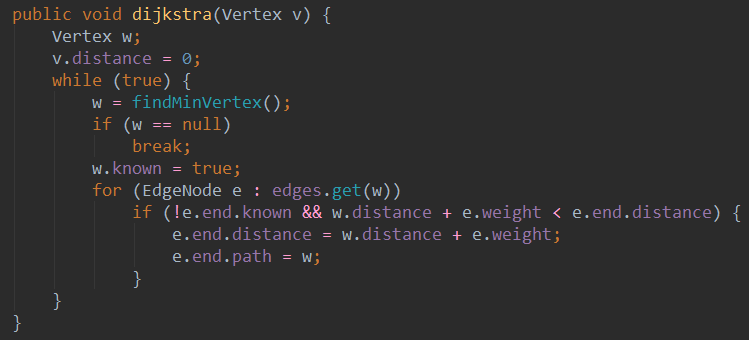 public void dijkstra(Vertex v) {
    Vertex w;
    v.distance = 0;
    while (true) {
        w = findMinVertex();
        if (w == null)
            break;
        w.known = true;
        for (EdgeNode e : edges.get(w))
            if (!e.end.known && w.distance + e.weight < e.end.distance) {
                e.end.distance = w.distance + e.weight;
                e.end.path = w;
            }
    }
}